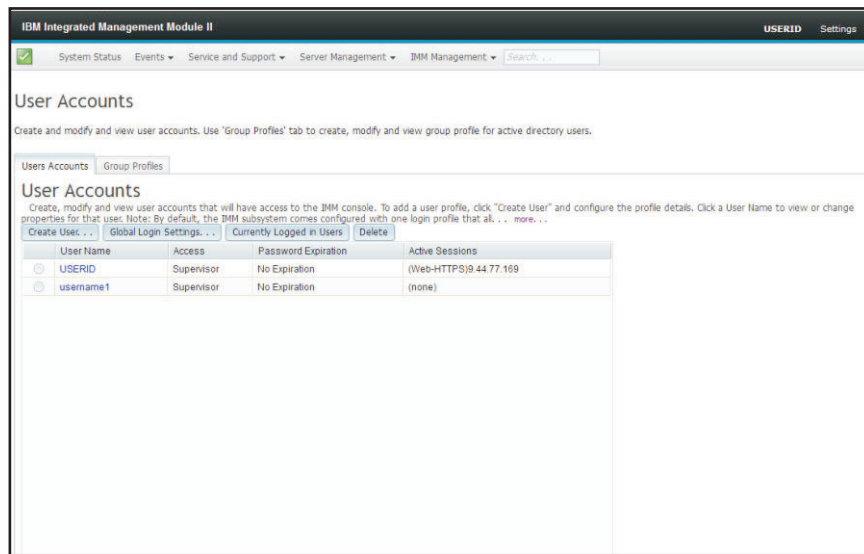 IBM Integrated Management Module II
USERID Settings
System Status Events Service and Support Server Management IMM Management Search. . .
User Accounts
Create and modify and view user accounts. Use 'Group Profiles' tab to create, modify and view group profile for active directory users.
Users Accounts Group Profiles
User Accounts
Create, modify and view user accounts that will have access to the IMM console. To add a user profile, click "Create User" and configure the profile details. Click a User Name to view or change
properties for that user. Note: By default, the IMM subsystem comes configured with one login profile that all. . . more. . .
Create User. . . Global Login Settings. . . Currently Logged in Users Delete
User Name Access Password Expiration Active Sessions
USERID Supervisor No Expiration (Web-HTTPS)9.44.77.169
username1 Supervisor No Expiration (none)